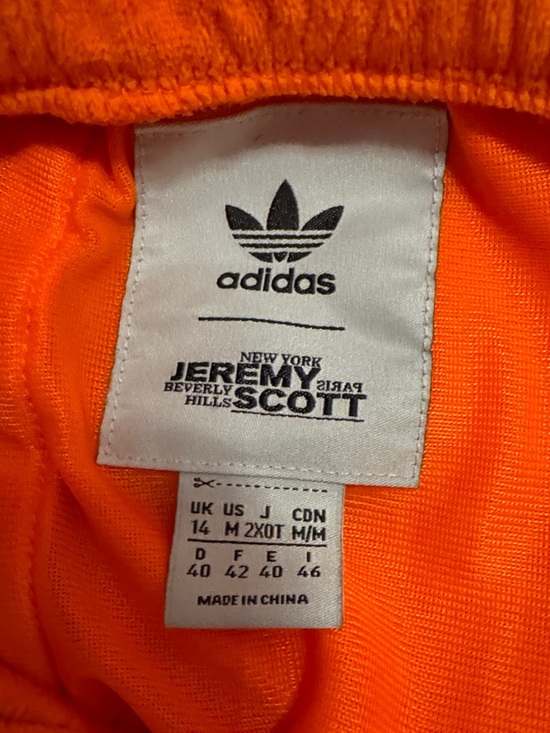 adidas
NEW YORK
JEREMY
BEVERLY PARIS
HILLS SCOTT
UK US J CDN
14 M 2XOT M/M
D F E I
40 42 40 46
MADE IN CHINA